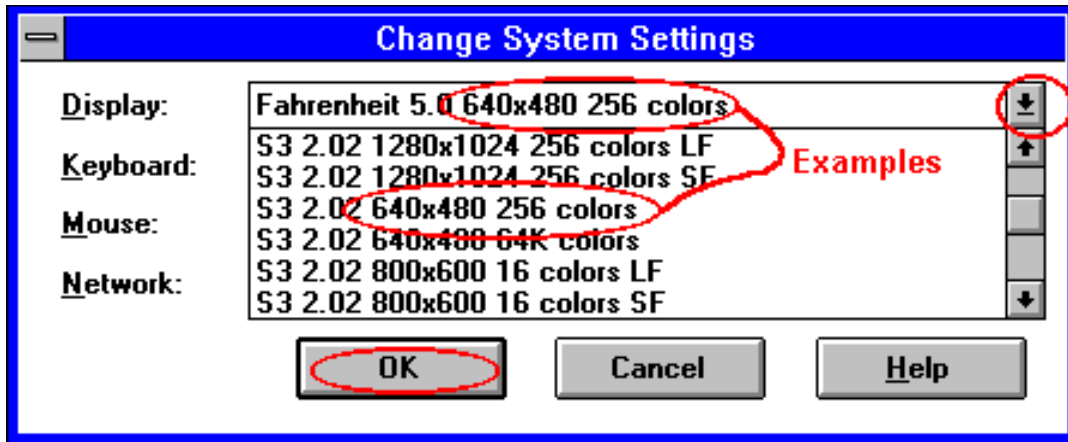 Change System Settings
Display: Fahrenheit 5.0 640x480 256 colors
S3 2.02 1280x1024 256 colors LF
Keyboard: S3 2.02 1280x1024 256 colors SF
Examples
S3 2.02 640x480 256 colors
Mouse: S3 2.02 640x480 64K colors
S3 2.02 800x600 16 colors LF
Network: S3 2.02 800x600 16 colors SF
OK Cancel Help